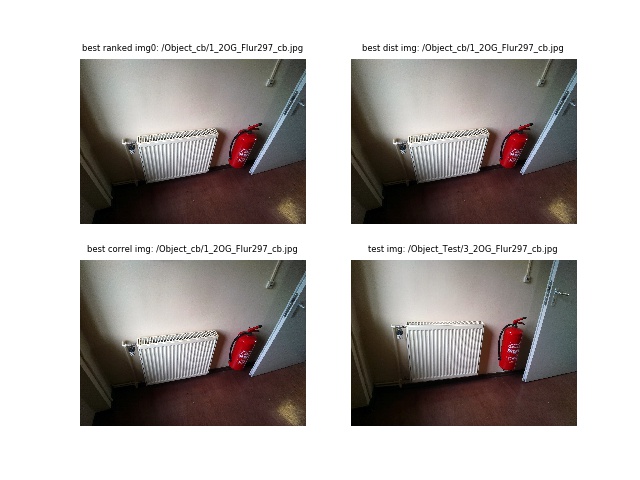 best ranked img0: /Object_cb/1_2OG_Flur297_cb.jpg
best dist img: /Object_cb/1_2OG_Flur297_cb.jpg
best correl img: /Object_cb/1_2OG_Flur297_cb.jpg
test img: /Object_Test/3_2OG_Flur297_cb.jpg